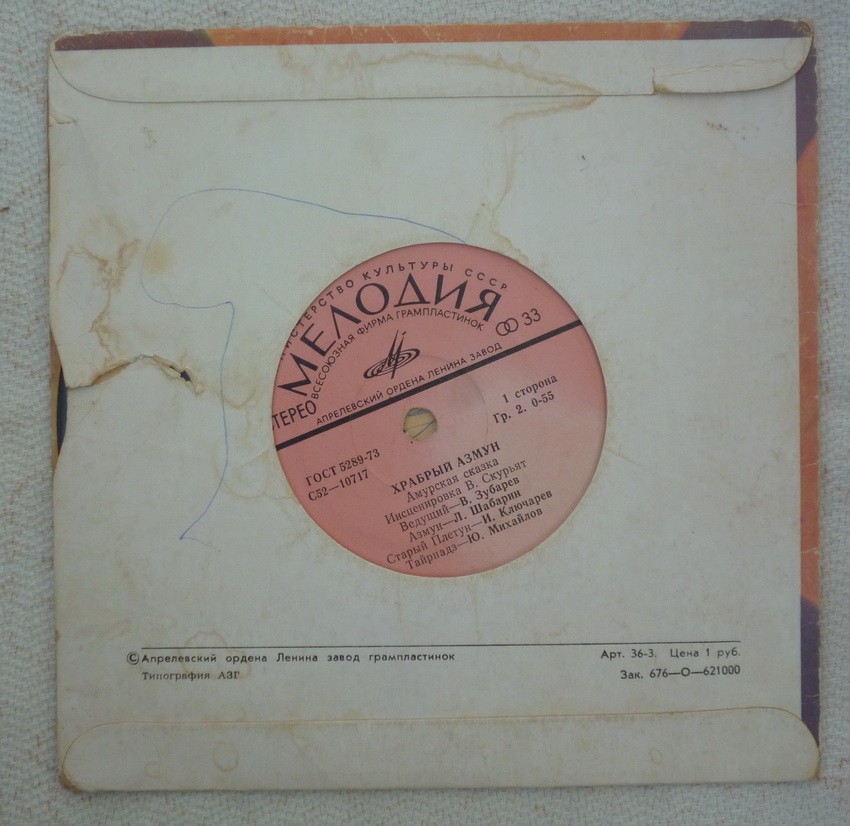 МИНИСТЕРСТВО КУЛЬТУРЫ СССР
МЕЛОДИЯ
ВСЕСОЮЗНАЯ ФИРМА ГРАМПЛАСТИНОК
33
АПРЕЛЕВСКИЙ ОРДЕНА ЛЕНИНА ЗАВОД
СТЕРЕО
1 сторона
Гр. 2. 0-55
ГОСТ 5289-73
С52—10717
ХРАБРЫЙ АЗМУН
Амурская сказка
Инсценировка В. Скурьят
Ведущий—В. Зубарев
Азмун—Л. Шабарин
Старый Плетун—И. Ключарев
Тайрнадз—Ю. Михайлов
© Апрелевский ордена Ленина завод грампластинок
Типография АЗГ
Арт. 36-3. Цена 1 руб.
Зак. 676—О—621000